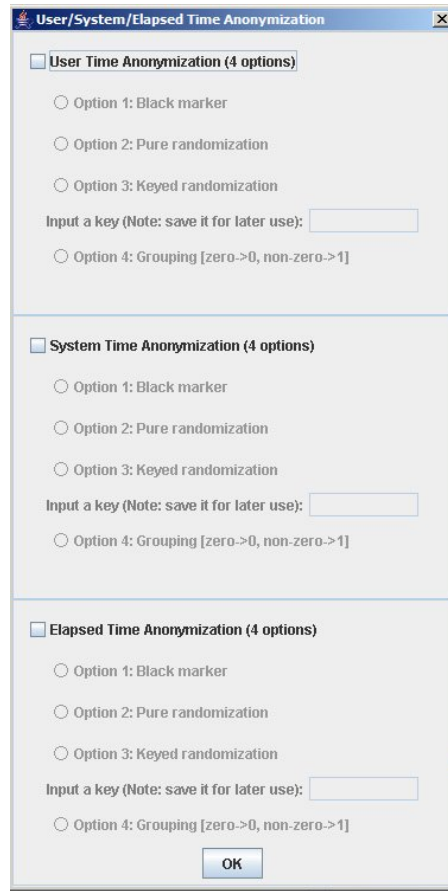 User/System/Elapsed Time Anonymization
User Time Anonymization (4 options)
Option 1: Black marker
Option 2: Pure randomization
Option 3: Keyed randomization
Input a key (Note: save it for later use):
Option 4: Grouping [zero->0, non-zero->1]
System Time Anonymization (4 options)
Option 1: Black marker
Option 2: Pure randomization
Option 3: Keyed randomization
Input a key (Note: save it for later use):
Option 4: Grouping [zero->0, non-zero->1]
Elapsed Time Anonymization (4 options)
Option 1: Black marker
Option 2: Pure randomization
Option 3: Keyed randomization
Input a key (Note: save it for later use):
Option 4: Grouping [zero->0, non-zero->1]
OK